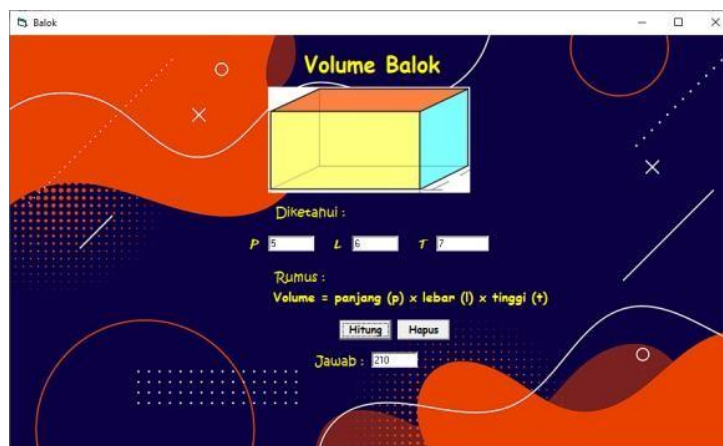 Balok
Volume Balok
Diketahui :
P 5 L 6 T 7
Rumus :
Volume = panjang (p) x lebar (l) x tinggi (t)
Hitung Hapus
Jawab : 210